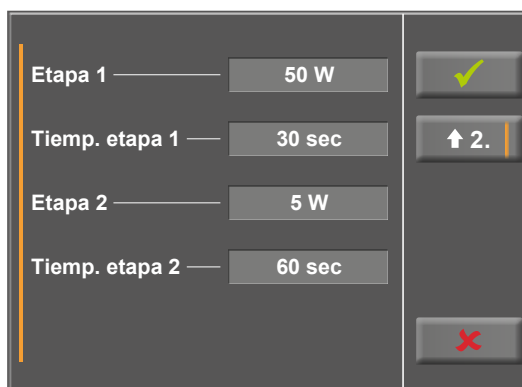 Etapa 1 50 W
Tiemp. etapa 1 30 sec
2.
Etapa 2 5 W
Tiemp. etapa 2 60 sec